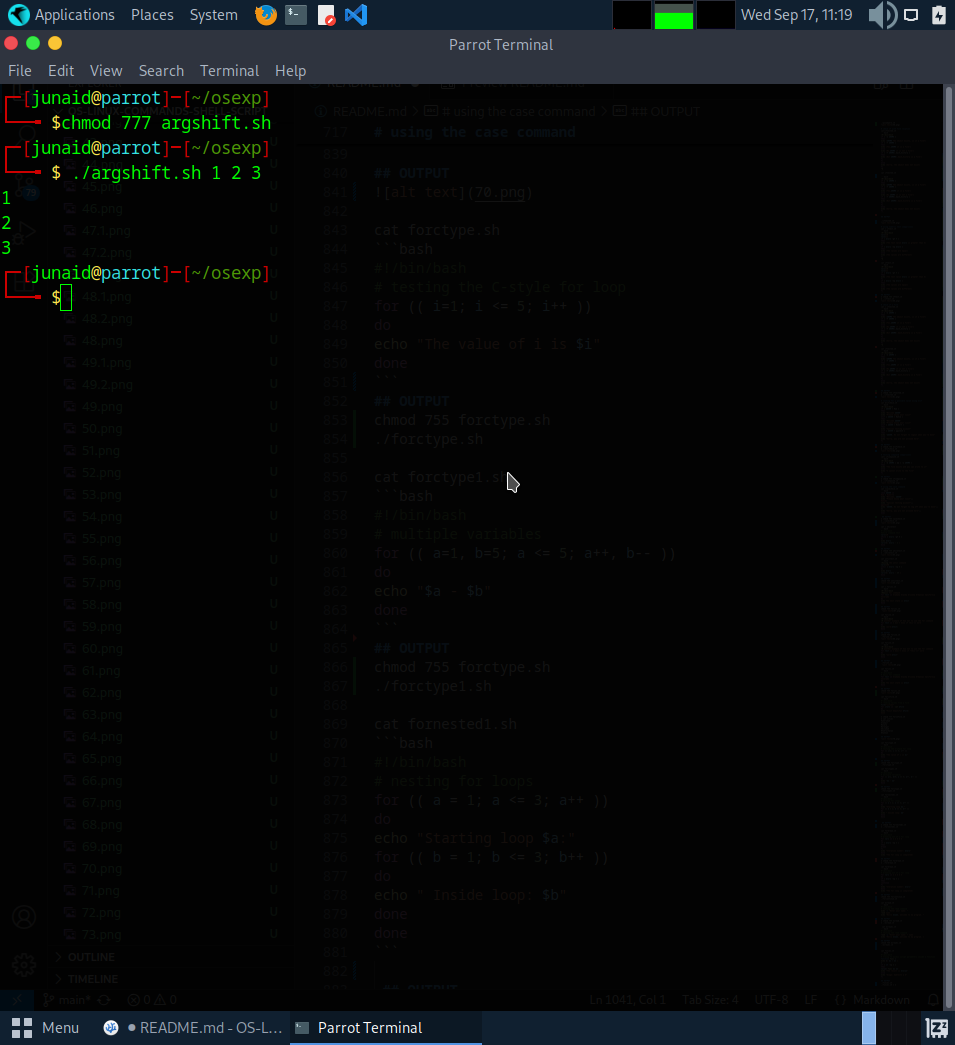 Applications Places System Wed Sep 17, 11:19
Parrot Terminal
File Edit View Search Terminal Help
[junaid@parrot]─[~/osexp]
$chmod 777 argshift.sh
[junaid@parrot]─[~/osexp]
$ ./argshift.sh 1 2 3
1
2
3
[junaid@parrot]─[~/osexp]
$
README.md > # using the case command > ## OUTPUT
737 # using the case command
839
840 ## OUTPUT
841 ![alt text](70.png)
842
843 cat forctype.sh
844 ```bash
845 #!/bin/bash
846 # testing the C-style for loop
847 for (( i=1; i <= 5; i++ ))
848 do
849 echo "The value of i is $i"
850 done
851 ```
852 ## OUTPUT
853 chmod 755 forctype.sh
854 ./forctype.sh
855
856 cat forctype1.sh
857 ```bash
858 #!/bin/bash
859 # multiple variables
860 for (( a=1, b=5; a <= 5; a++, b-- ))
861 do
862 echo "$a - $b"
863 done
864 ```
865 ## OUTPUT
866 chmod 755 forctype.sh
867 ./forctype1.sh
868
869 cat fornested1.sh
870 ```bash
871 #!/bin/bash
872 # nesting for loops
873 for (( a = 1; a <= 3; a++ ))
874 do
875 echo "Starting loop $a:"
876 for (( b = 1; b <= 3; b++ ))
877 do
878 echo " Inside loop: $b"
879 done
880 done
881 ```
882
## OUTPUT
46.png U
47.1.png U
47.2.png U
48.1.png U
48.2.png U
48.png U
49.1.png U
49.2.png U
49.png U
50.png U
51.png U
52.png U
53.png U
54.png U
55.png U
56.png U
57.png U
58.png U
59.png U
60.png U
61.png U
62.png U
63.png U
64.png U
65.png U
66.png U
67.png U
68.png U
69.png U
70.png U
71.png U
72.png U
73.png U
OUTLINE
TIMELINE
main* 0 0 Ln 1041, Col 1 Tab Size: 4 UTF-8 LF {} Markdown
Menu ● README.md - OS-L... Parrot Terminal